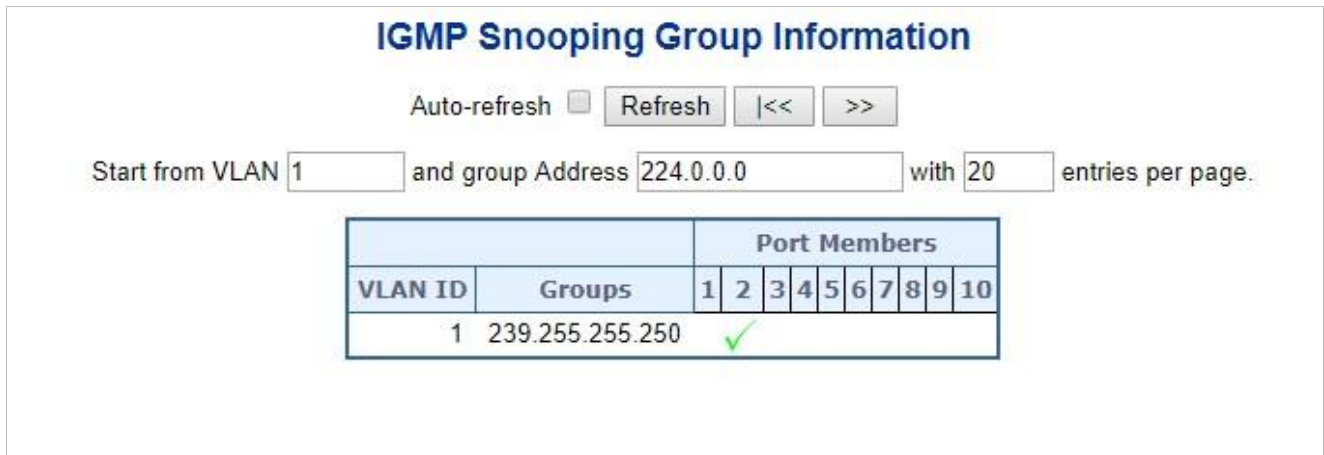 IGMP Snooping Group Information
Auto-refresh Refresh |<< >>
Start from VLAN 1 and group Address 224.0.0.0 with 20 entries per page.
Port Members
VLAN ID Groups 1 2 3 4 5 6 7 8 9 10
1 239.255.255.250